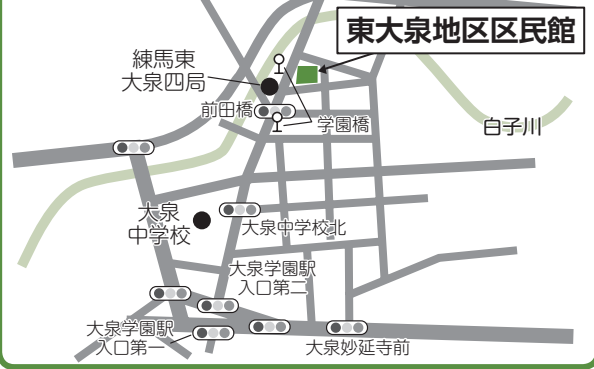 東大泉地区区民館
練馬東
大泉四局
前田橋
学園橋
白子川
大泉
中学校
大泉中学校北
大泉学園駅
入口第二
大泉学園駅
入口第一
大泉妙延寺前